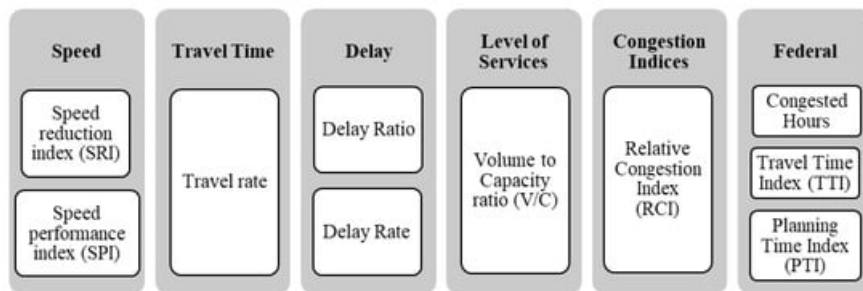 Speed
Speed
reduction
index (SRI)
Speed
performance
index (SPI)
Travel Time
Travel rate
Delay
Delay Ratio
Delay Rate
Level of
Services
Volume to
Capacity
ratio (V/C)
Congestion
Indices
Relative
Congestion
Index
(RCI)
Federal
Congested
Hours
Travel Time
Index (TTI)
Planning
Time Index
(PTI)